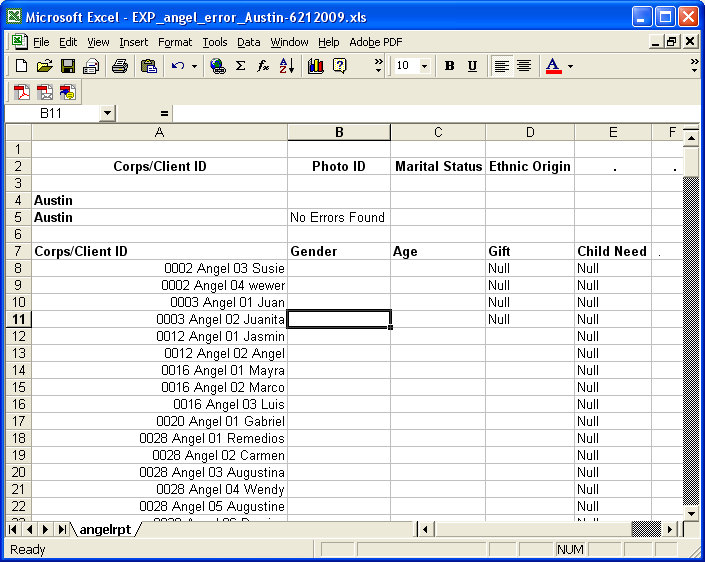 Microsoft Excel - EXP_angel_error_Austin-6212009.xls
File Edit View Insert Format Tools Data Window Help Adobe PDF
10 B U A
B11 =
A B C D E F
1
2 Corps/Client ID Photo ID Marital Status Ethnic Origin . .
3
4 Austin
5 Austin No Errors Found
6
7 Corps/Client ID Gender Age Gift Child Need .
8 0002 Angel 03 Susie Null Null
9 0002 Angel 04 wewer Null Null
10 0003 Angel 01 Juan Null Null
11 0003 Angel 02 Juanita Null Null
12 0012 Angel 01 Jasmin Null
13 0012 Angel 02 Angel Null
14 0016 Angel 01 Mayra Null
15 0016 Angel 02 Marco Null
16 0016 Angel 03 Luis Null
17 0020 Angel 01 Gabriel Null
18 0028 Angel 01 Remedios Null
19 0028 Angel 02 Carmen Null
20 0028 Angel 03 Augustina Null
21 0028 Angel 04 Wendy Null
22 0028 Angel 05 Augustine Null
angelrpt
Ready NUM